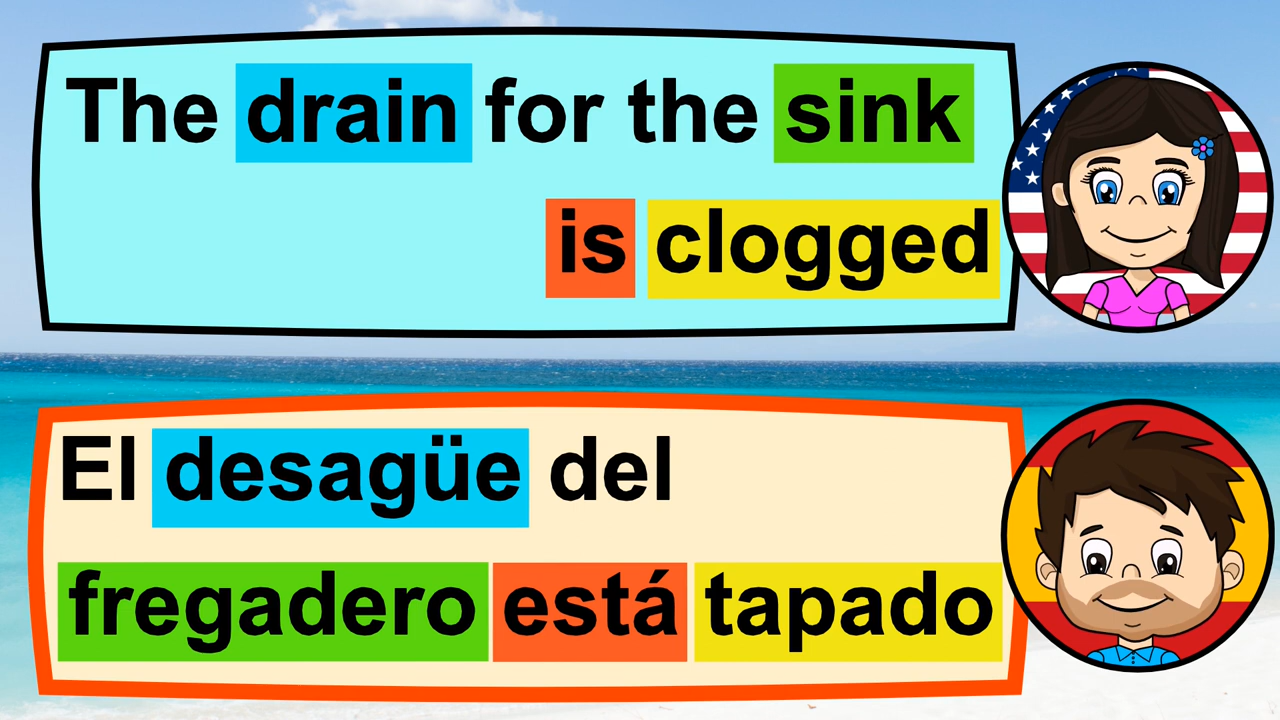 The drain for the sink
is clogged
El desagüe del
fregadero está tapado